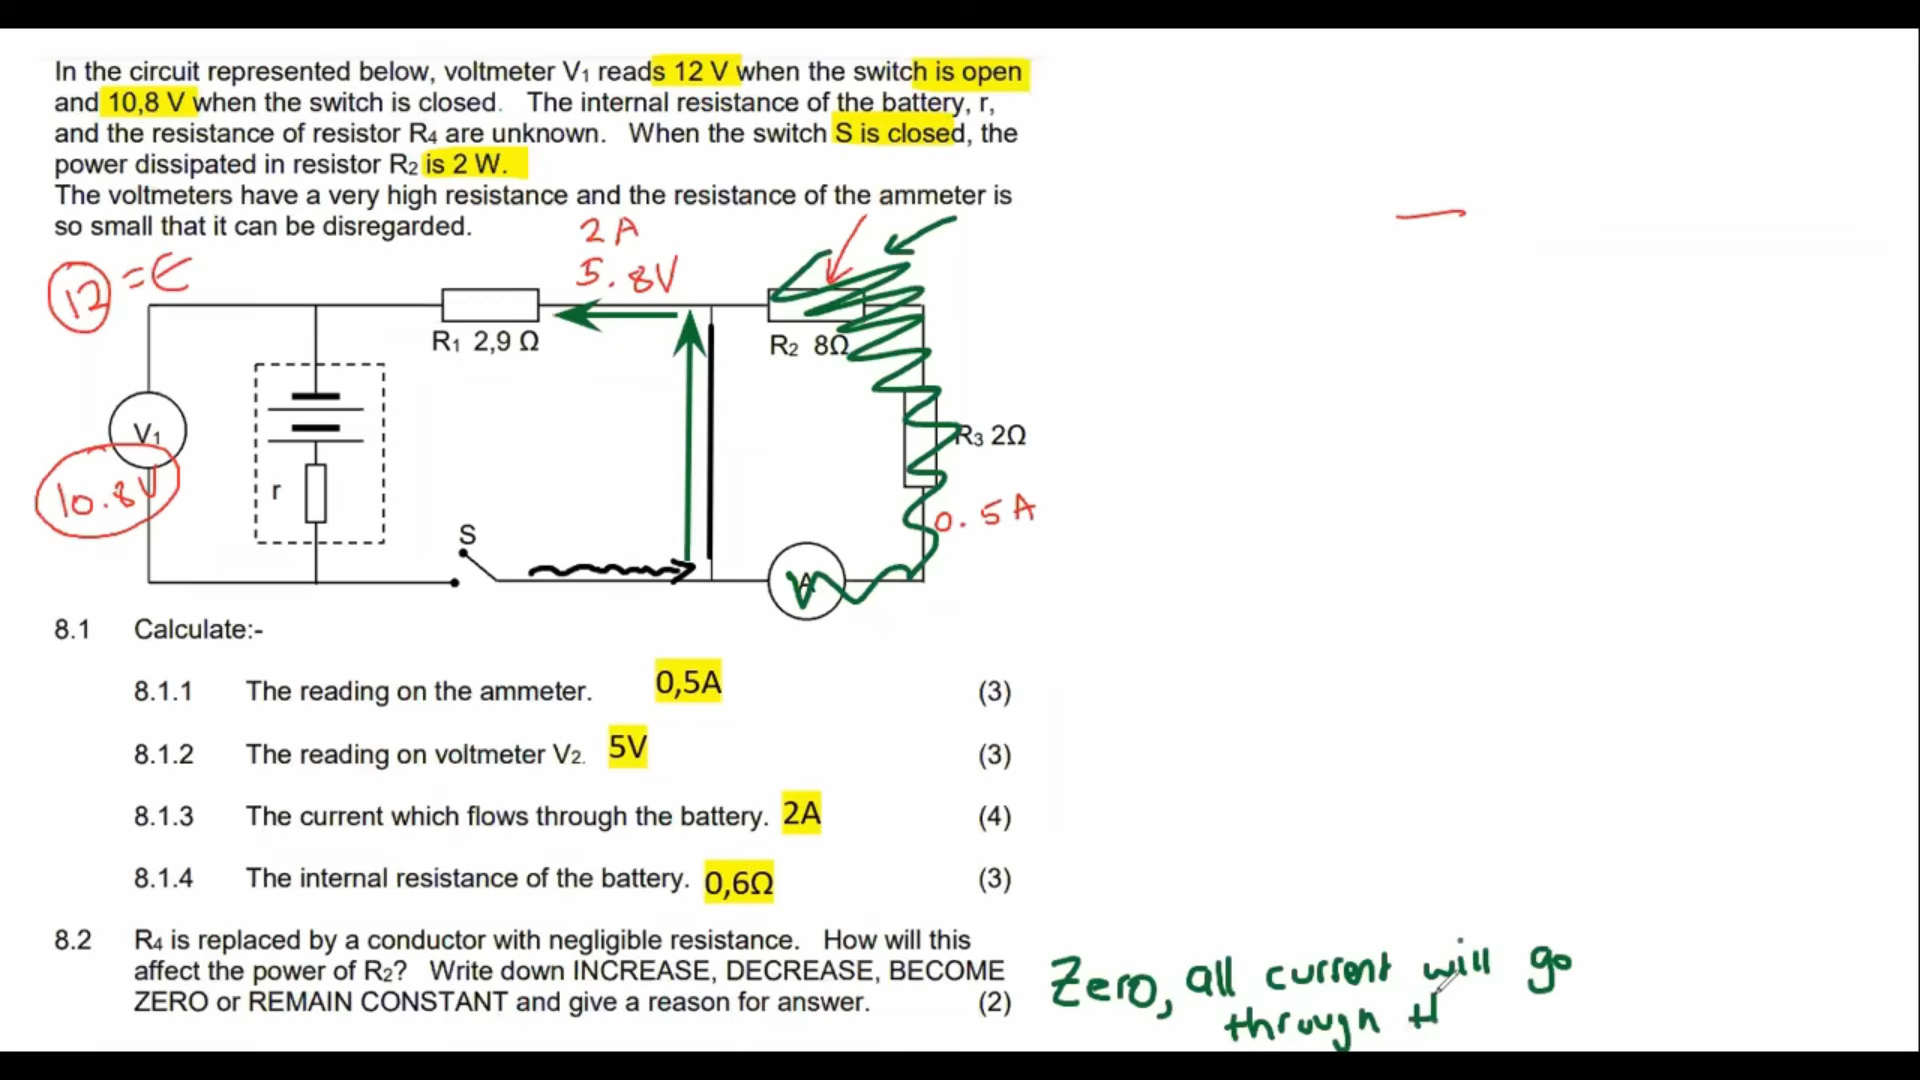 In the circuit represented below, voltmeter V1 reads 12 V when the switch is open
and 10,8 V when the switch is closed. The internal resistance of the battery, r,
and the resistance of resistor R4 are unknown. When the switch S is closed, the
power dissipated in resistor R2 is 2 W.
The voltmeters have a very high resistance and the resistance of the ammeter is
so small that it can be disregarded.
2 A
5.8V
12 = E
R1 2,9 Ω
R2 8Ω
V1
R3 2Ω
10.8V
r
0.5 A
S
A
8.1 Calculate:-
8.1.1 The reading on the ammeter. 0,5A (3)
8.1.2 The reading on voltmeter V2. 5V (3)
8.1.3 The current which flows through the battery. 2A (4)
8.1.4 The internal resistance of the battery. 0,6Ω (3)
8.2 R4 is replaced by a conductor with negligible resistance. How will this
affect the power of R2? Write down INCREASE, DECREASE, BECOME
ZERO or REMAIN CONSTANT and give a reason for answer. (2)
Zero, all current will go
through t